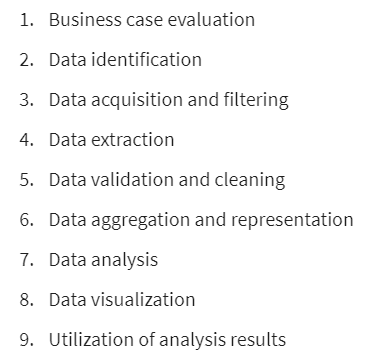 1. Business case evaluation
2. Data identification
3. Data acquisition and filtering
4. Data extraction
5. Data validation and cleaning
6. Data aggregation and representation
7. Data analysis
8. Data visualization
9. Utilization of analysis results